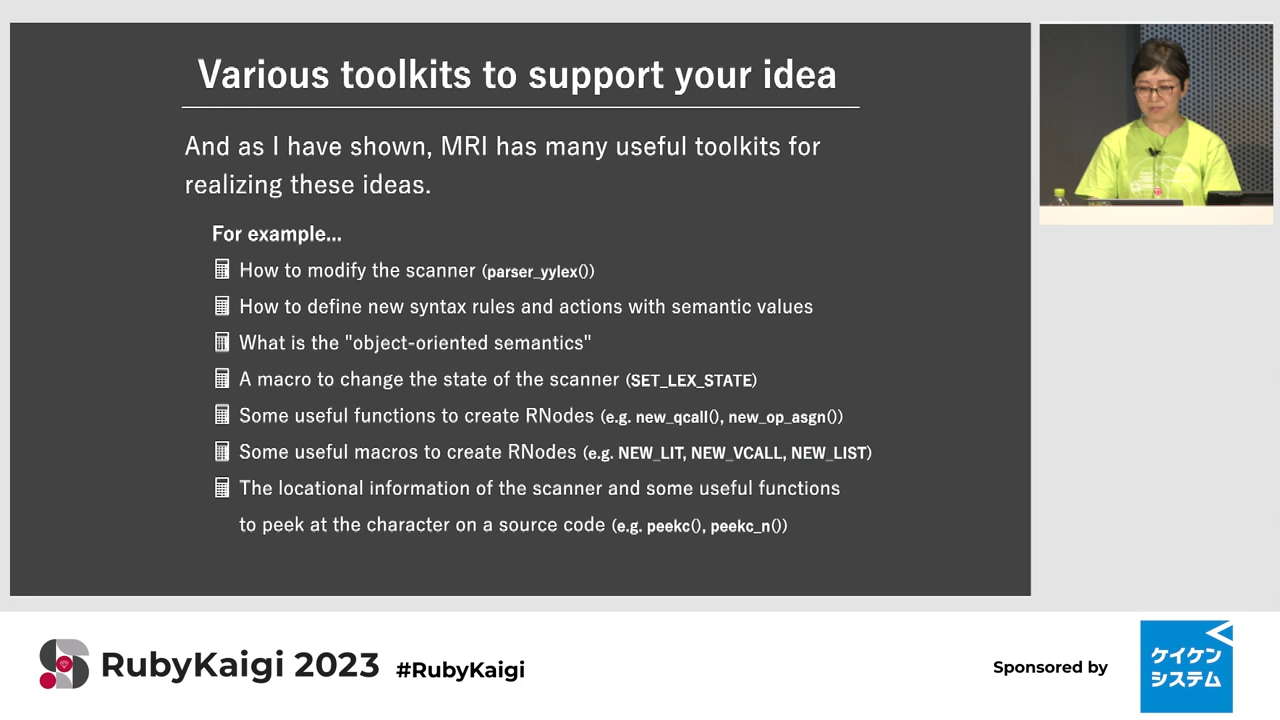 Various toolkits to support your idea
And as I have shown, MRI has many useful toolkits for
realizing these ideas.
For example...
How to modify the scanner (parser_yylex())
How to define new syntax rules and actions with semantic values
What is the "object-oriented semantics"
A macro to change the state of the scanner (SET_LEX_STATE)
Some useful functions to create RNodes (e.g. new_qcall(), new_op_asgn())
Some useful macros to create RNodes (e.g. NEW_LIT, NEW_VCALL, NEW_LIST)
The locational information of the scanner and some useful functions
to peek at the character on a source code (e.g. peekc(), peekc_n())
RubyKaigi 2023 #RubyKaigi
Sponsored by
ケイケン
システム